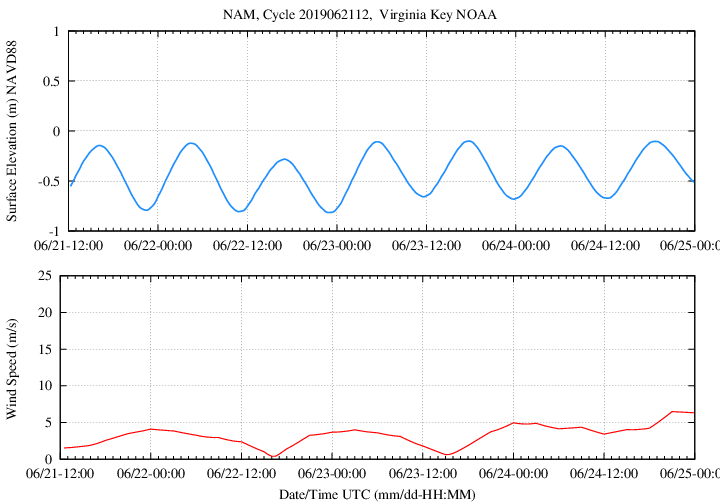 NAM, Cycle 2019062112, Virginia Key NOAA
Surface Elevation (m) NAVD88
1
0.5
0
-0.5
-1
06/21-12:00 06/22-00:00 06/22-12:00 06/23-00:00 06/23-12:00 06/24-00:00 06/24-12:00 06/25-00:0
Wind Speed (m/s)
25
20
15
10
5
0
06/21-12:00 06/22-00:00 06/22-12:00 06/23-00:00 06/23-12:00 06/24-00:00 06/24-12:00 06/25-00:0
Date/Time UTC (mm/dd-HH:MM)